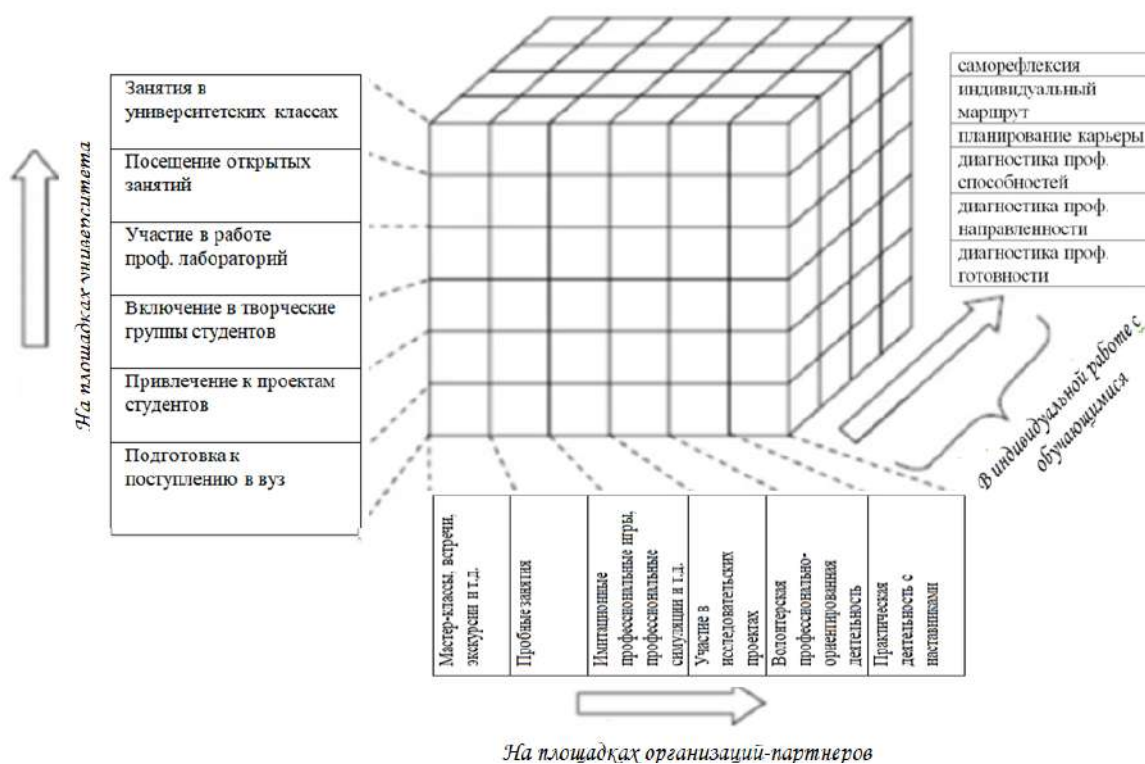 На площадках университета
Занятия в
университетских классах
Посещение открытых
занятий
Участие в работе
проф. лабораторий
Включение в творческие
группы студентов
Привлечение к проектам
студентов
Подготовка к
поступлению в вуз
саморефлексия
индивидуальный
маршрут
планирование карьеры
диагностика проф.
способностей
диагностика проф.
направленности
диагностика проф.
готовности
В индивидуальной работе с
обучающимися
Мастер-классы, встречи,
экскурсии и т.д.
Пробные занятия
Имитационные
профессиональные игры,
профессиональные
симуляции и т.д.
Участие в
исследовательских
проектах
Волонтерская
профессионально-
ориентированная
деятельность
Практическая
деятельность с
наставниками
На площадках организаций-партнеров